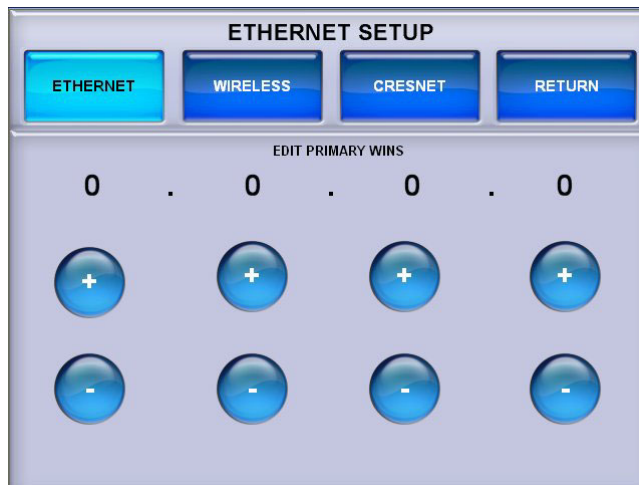 ETHERNET SETUP
ETHERNET WIRELESS CRESNET RETURN
EDIT PRIMARY WINS
0 . 0 . 0 . 0
+ + + +
- - - -